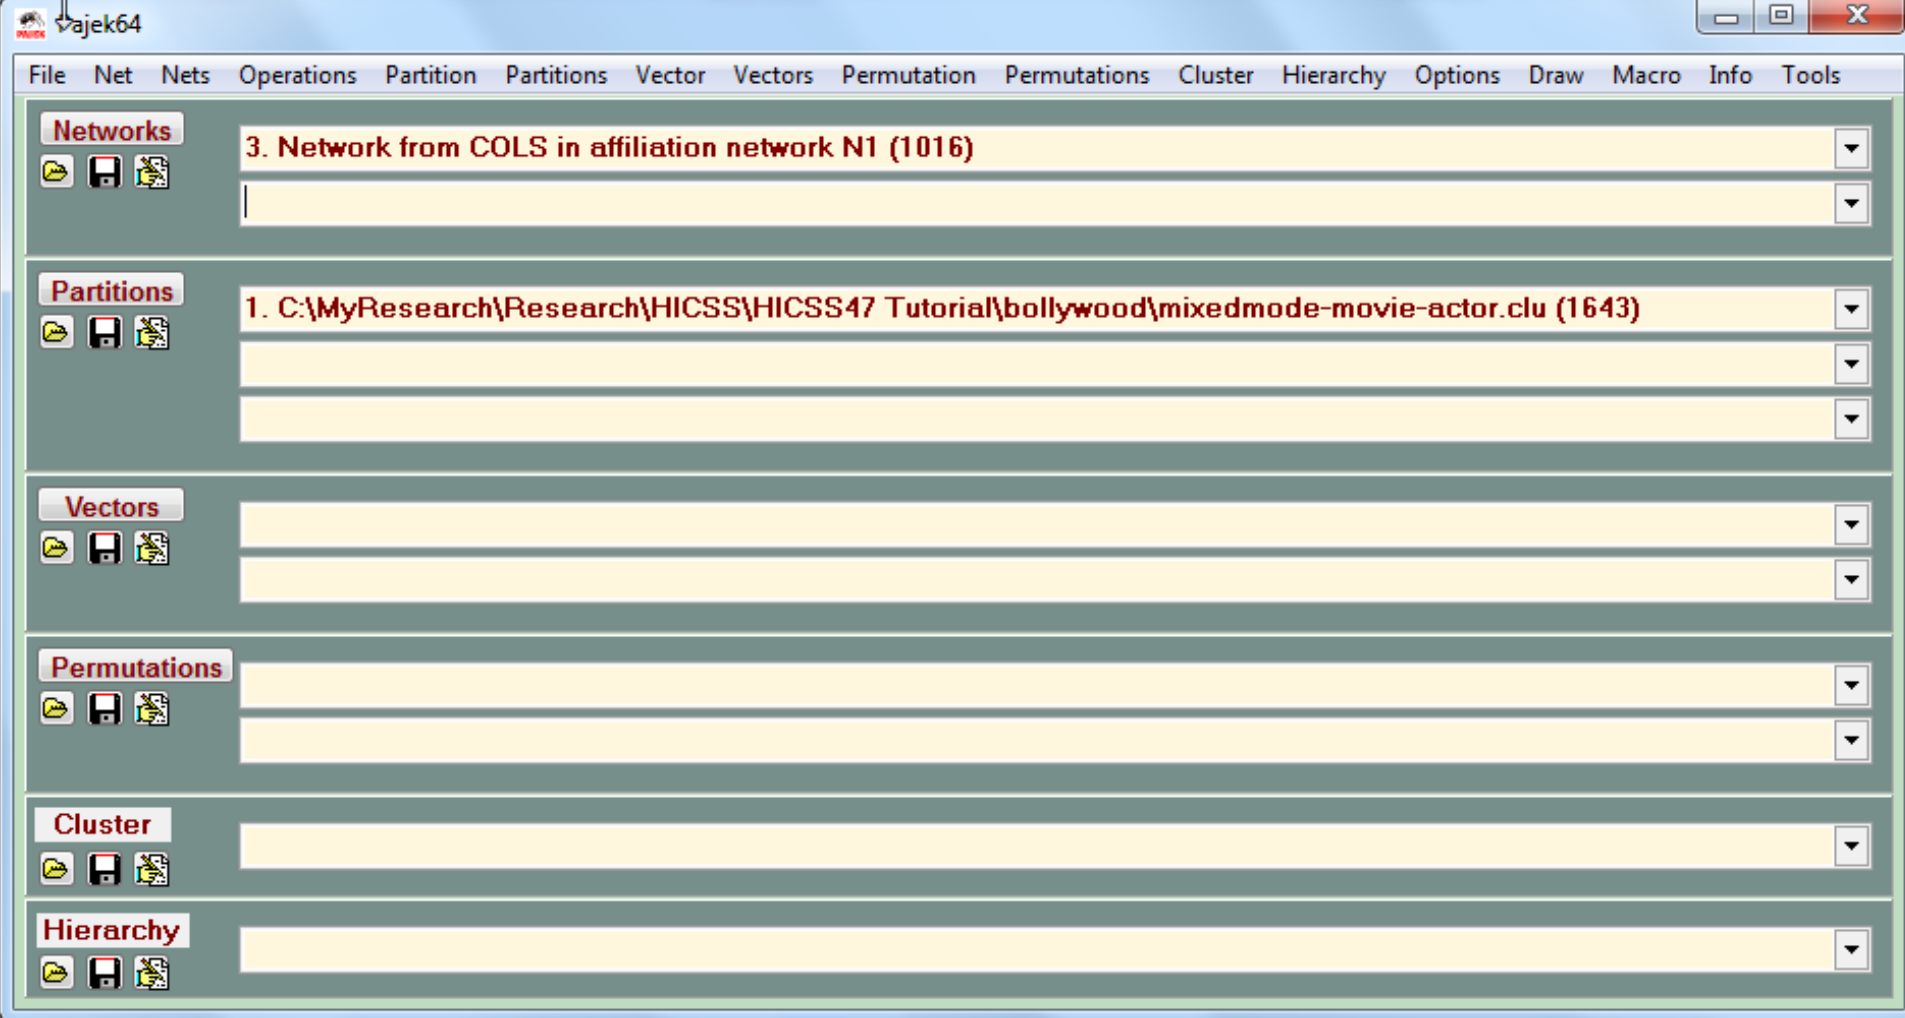 Pajek64
File Net Nets Operations Partition Partitions Vector Vectors Permutation Permutations Cluster Hierarchy Options Draw Macro Info Tools
Networks
3. Network from COLS in affiliation network N1 (1016)
Partitions
1. C:\MyResearch\Research\HICSS\HICSS47 Tutorial\bollywood\mixedmode-movie-actor.clu (1643)
Vectors
Permutations
Cluster
Hierarchy